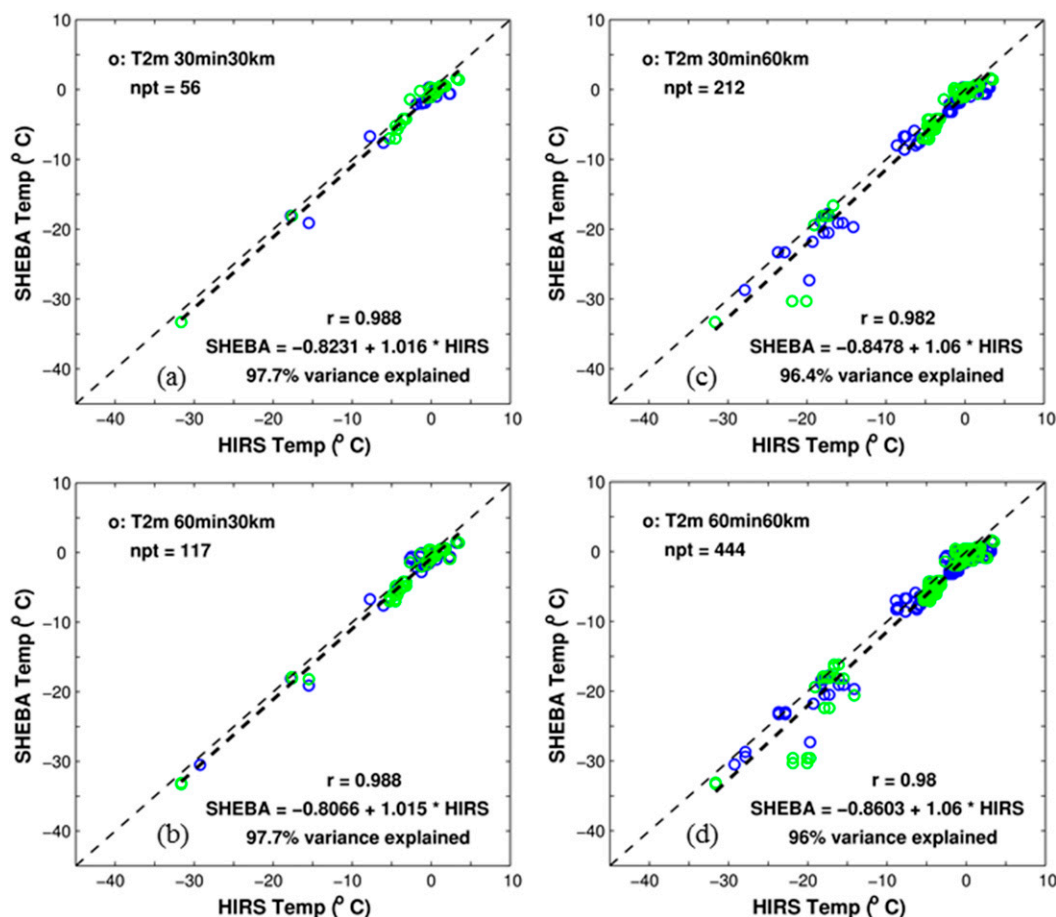 10
0
−10
−20
−30
−40
SHEBA Temp (° C)
o: T2m 30min30km
npt = 56
r = 0.988
SHEBA = −0.8231 + 1.016 * HIRS
(a) 97.7% variance explained
−40 −30 −20 −10 0 10
HIRS Temp (° C)
10
0
−10
−20
−30
−40
SHEBA Temp (° C)
o: T2m 30min60km
npt = 212
r = 0.982
SHEBA = −0.8478 + 1.06 * HIRS
(c) 96.4% variance explained
−40 −30 −20 −10 0 10
HIRS Temp (° C)
10
0
−10
−20
−30
−40
SHEBA Temp (° C)
o: T2m 60min30km
npt = 117
r = 0.988
SHEBA = −0.8066 + 1.015 * HIRS
(b) 97.7% variance explained
−40 −30 −20 −10 0 10
HIRS Temp (° C)
10
0
−10
−20
−30
−40
SHEBA Temp (° C)
o: T2m 60min60km
npt = 444
r = 0.98
SHEBA = −0.8603 + 1.06 * HIRS
(d) 96% variance explained
−40 −30 −20 −10 0 10
HIRS Temp (° C)